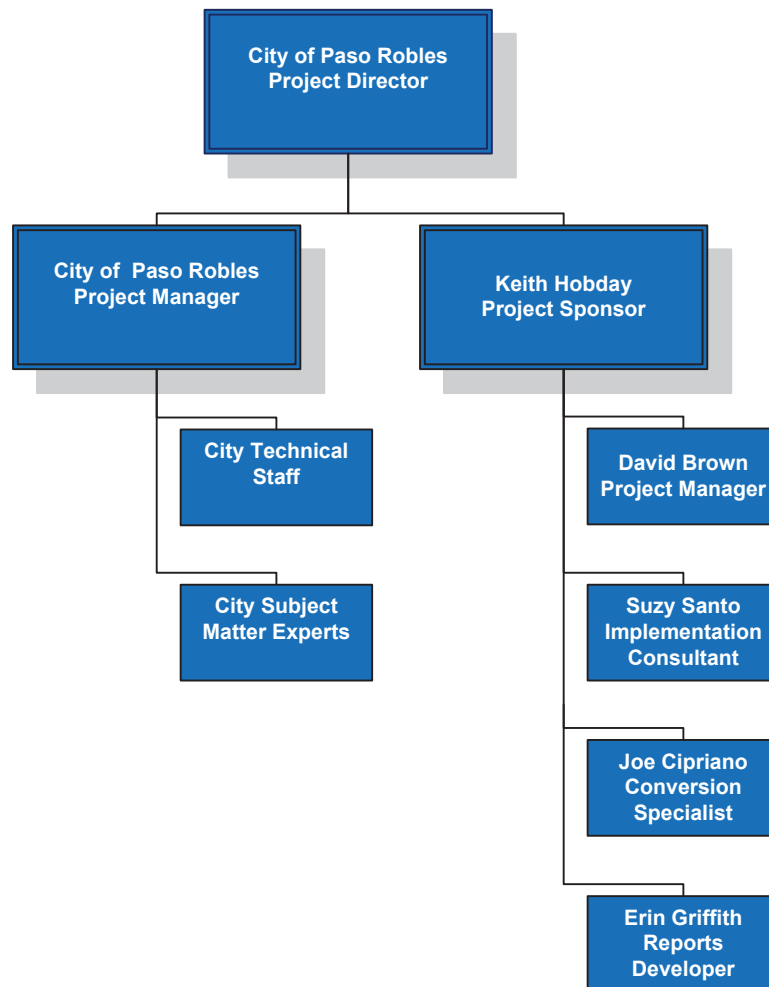 City of Paso Robles
Project Director
City of  Paso Robles
Project Manager
Keith Hobday
Project Sponsor
City Technical
Staff
David Brown
Project Manager
City Subject
Matter Experts
Suzy Santo
Implementation
Consultant
Joe Cipriano
Conversion
Specialist
Erin Griffith
Reports
Developer